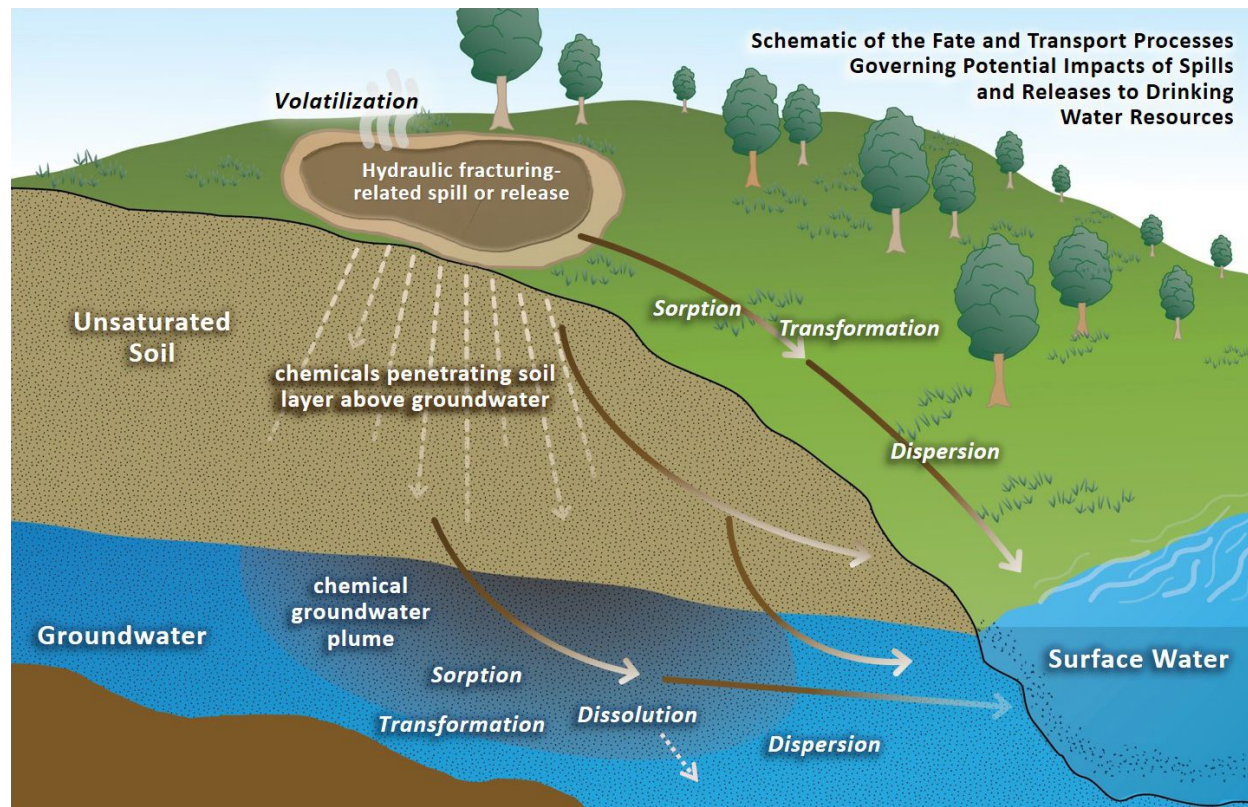 Schematic of the Fate and Transport Processes
Governing Potential Impacts of Spills
and Releases to Drinking
Water Resources
Volatilization
Hydraulic fracturing-
related spill or release
Sorption
Transformation
Unsaturated
Soil
chemicals penetrating soil
layer above groundwater
Dispersion
chemical
groundwater
plume
Groundwater
Surface Water
Sorption
Transformation
Dissolution
Dispersion